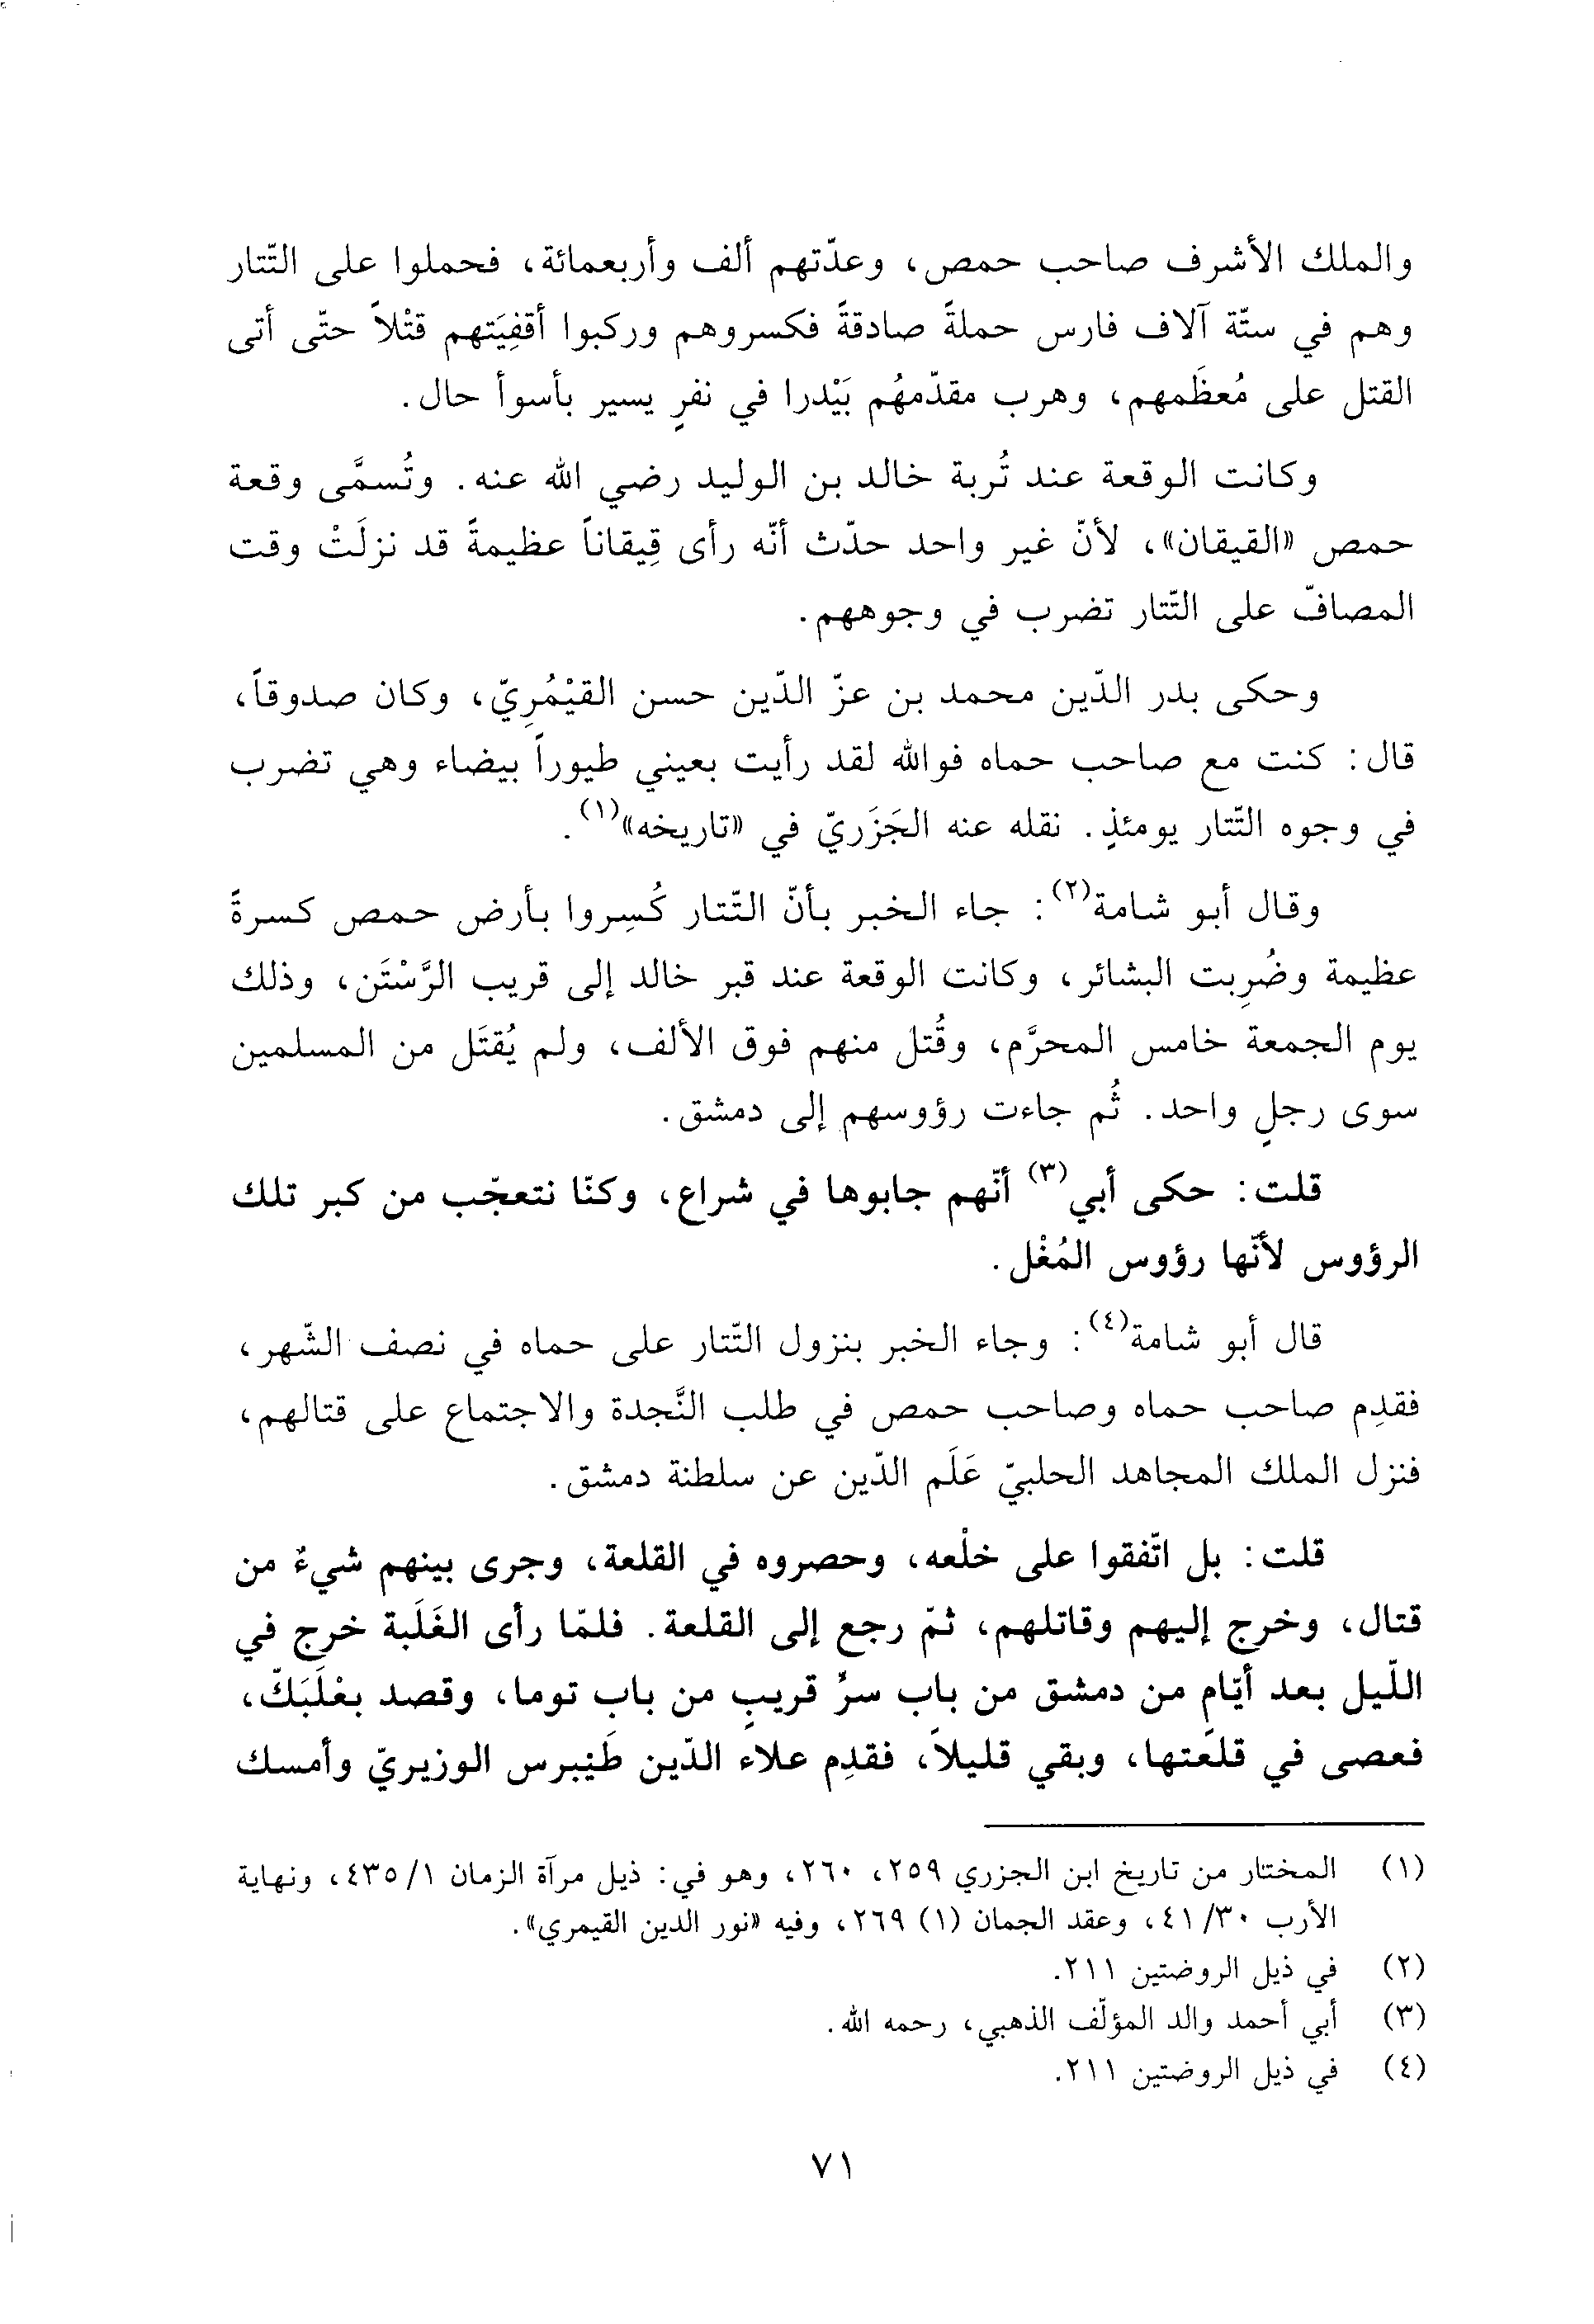 والملك الأشرف صاحب حمص، وعدّتهم ألف وأربعمائة، فحملوا على التّتار
وهم في ستّة آلاف فارس حملةً صادقةً فكسروهم وركبوا أقفِيَتهم قتْلاً حتّى أتى
القتل على مُعظَمهم، وهرب مقدّمهُم بَيْدرا في نفرٍ يسير بأسوأ حال.
وكانت الوقعة عند تُربة خالد بن الوليد رضي الله عنه. وتُسمَّى وقعة
حمص «القيقان»، لأنّ غير واحد حدّث أنّه رأى قِيقاناً عظيمةً قد نزلَتْ وقت
المصافّ على التّتار تضرب في وجوههم.
وحكى بدر الدّين محمد بن عزّ الدّين حسن القيْمُرِيّ، وكان صدوقاً،
قال: كنت مع صاحب حماه فوالله لقد رأيت بعيني طيوراً بيضاء وهي تضرب
في وجوه التّتار يومئذٍ. نقله عنه الجَزَريّ في «تاريخه»(١).
وقال أبو شامة(٢): جاء الخبر بأنّ التّتار كُسِروا بأرض حمص كسرةً
عظيمة وضُرِبت البشائر، وكانت الوقعة عند قبر خالد إلى قريب الرَّسْتَن، وذلك
يوم الجمعة خامس المحرَّم، وقُتل منهم فوق الألف، ولم يُقتَل من المسلمين
سوى رجلٍ واحد. ثُم جاءت رؤوسهم إلى دمشق.
قلت: حكى أبي(٣) أنّهم جابوها في شراع، وكنّا نتعجّب من كبر تلك
الرؤوس لأنّها رؤوس المُغْل.
قال أبو شامة(٤): وجاء الخبر بنزول التّتار على حماه في نصف الشّهر،
فقدِم صاحب حماه وصاحب حمص في طلب النَّجدة والاجتماع على قتالهم،
فنزل الملك المجاهد الحلبيّ عَلَم الدّين عن سلطنة دمشق.
قلت: بل اتّفقوا على خلْعه، وحصروه في القلعة، وجرى بينهم شيءٌ من
قتال، وخرج إليهم وقاتلهم، ثمّ رجع إلى القلعة. فلمّا رأى الغَلَبة خرج في
اللّيل بعد أيّامٍ من دمشق من باب سرٍّ قريبٍ من باب توما، وقصد بعْلَبَكّ،
فعصى في قلعتها، وبقي قليلاً، فقدِم علاء الدّين طَيْبرس الوزيريّ وأمسك
(١) المختار من تاريخ ابن الجزري ٢٥٩، ٢٦٠، وهو في: ذيل مرآة الزمان ٤٣٥/١، ونهاية
الأرب ٤١/٣٠، وعقد الجمان (١) ٢٦٩، وفيه «نور الدين القيمري».
(٢) في ذيل الروضتين ٢١١.
(٣) أبي أحمد والد المؤلّف الذهبي، رحمه الله.
(٤) في ذيل الروضتين ٢١١.
٧١